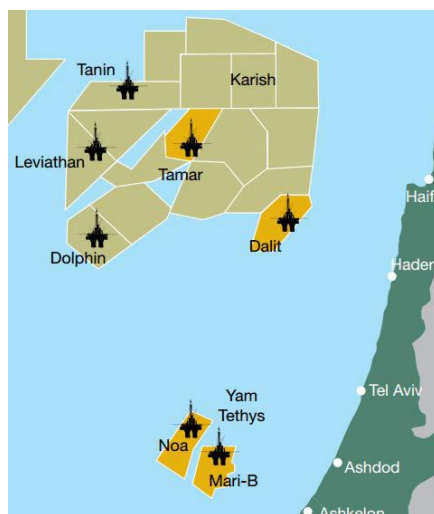 Tanin
Karish
Leviathan
Tamar
Haif
Dolphin
Dalit
Hader
Yam
Tethys
Tel Aviv
Noa
Mari-B
Ashdod
Ashkelon